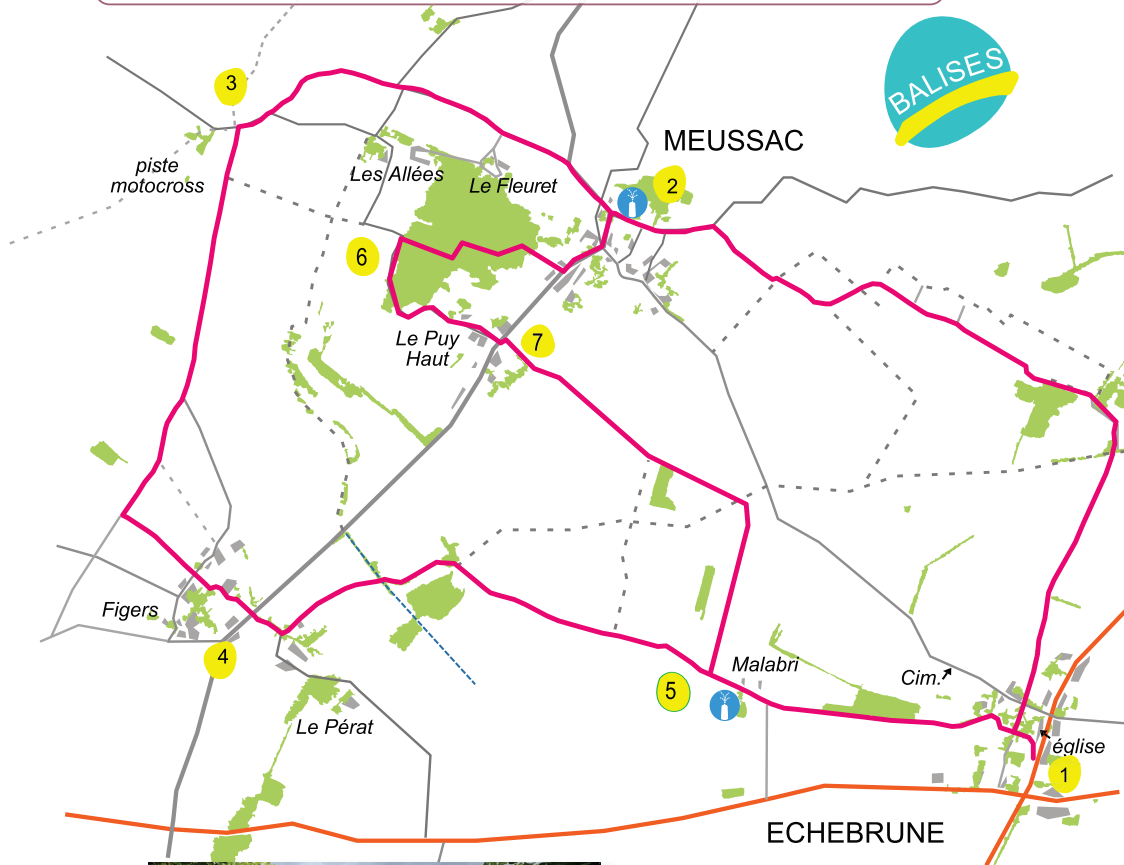 BALISES
3
MEUSSAC
piste
motocross
Les Allées
Le Fleuret
2
6
Le Puy
Haut
7
Figers
4
5
Malabri
Cim.
Le Pérat
église
1
ECHEBRUNE